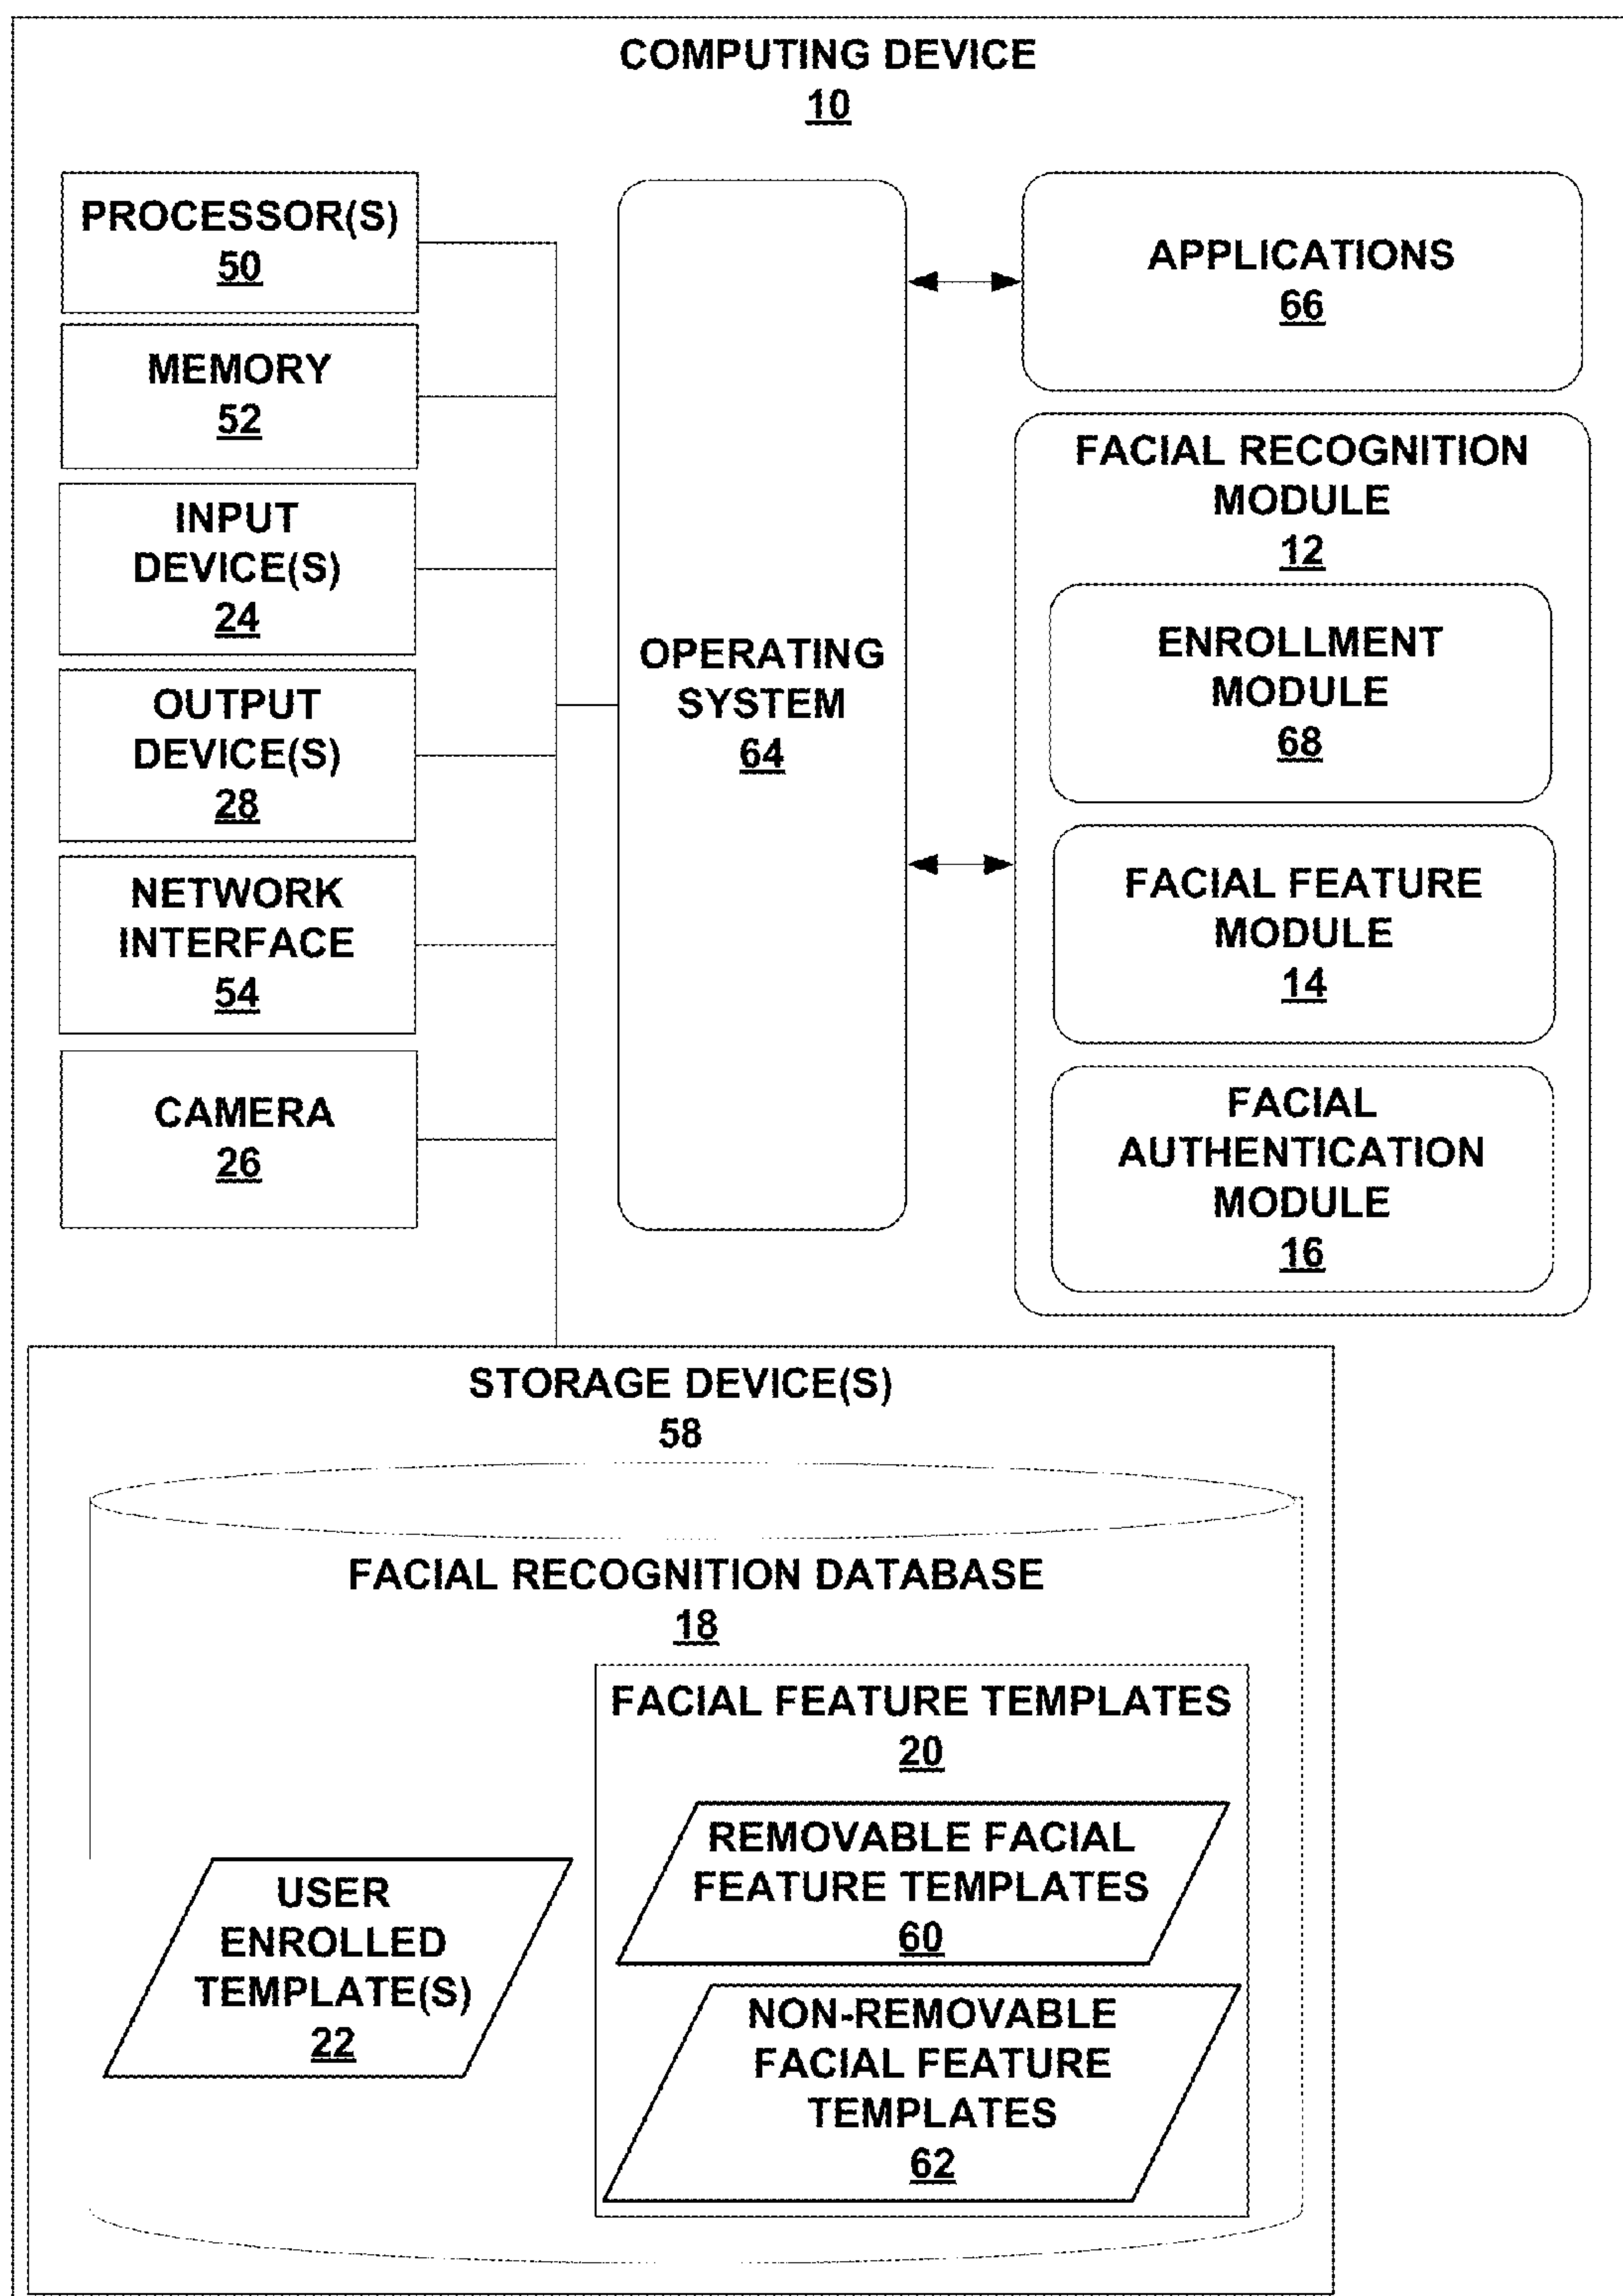 COMPUTING DEVICE
10
PROCESSOR(S)
50
MEMORY
52
INPUT
DEVICE(S)
24
OUTPUT
DEVICE(S)
28
NETWORK
INTERFACE
54
CAMERA
26
OPERATING
SYSTEM
64
APPLICATIONS
66
FACIAL RECOGNITION
MODULE
12
ENROLLMENT
MODULE
68
FACIAL FEATURE
MODULE
14
FACIAL
AUTHENTICATION
MODULE
16
STORAGE DEVICE(S)
58
FACIAL RECOGNITION DATABASE
18
USER
ENROLLED
TEMPLATE(S)
22
FACIAL FEATURE TEMPLATES
20
REMOVABLE FACIAL
FEATURE TEMPLATES
60
NON-REMOVABLE
FACIAL FEATURE
TEMPLATES
62